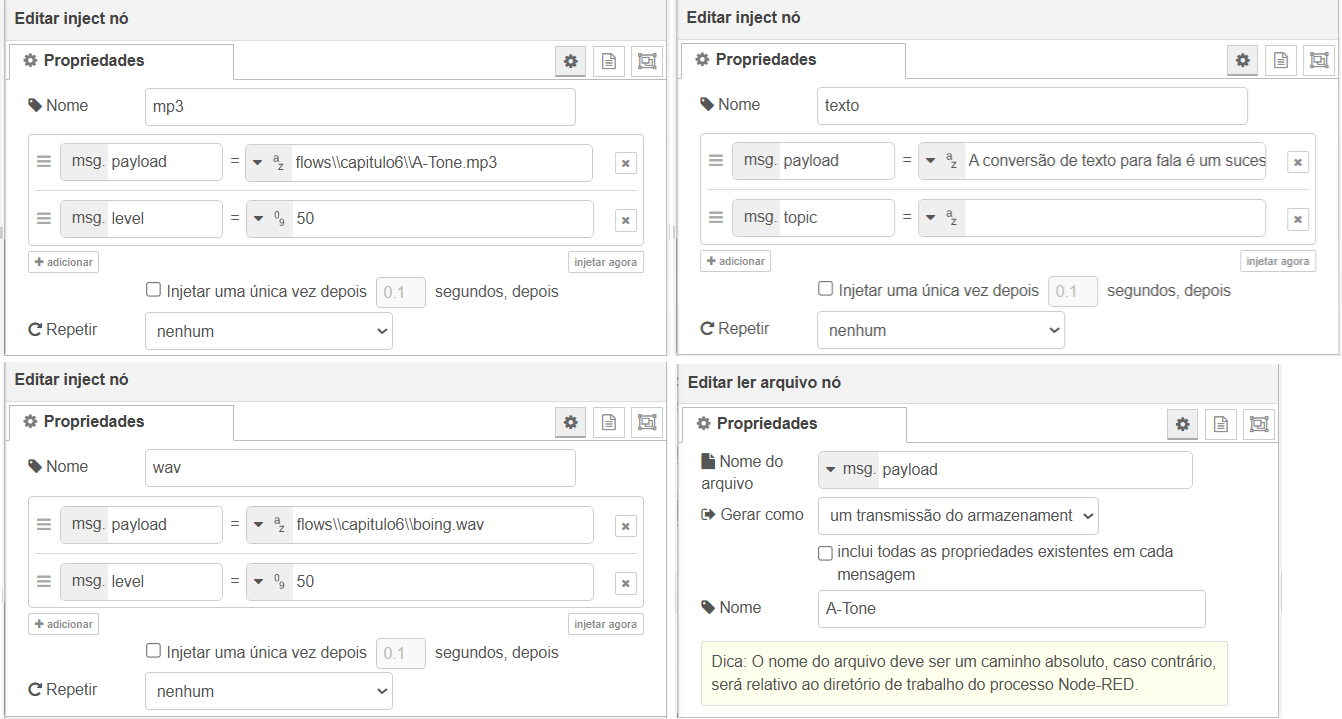 Editar inject nó
Propriedades
Nome
mp3
msg. payload = az flows\\capitulo6\\A-Tone.mp3
msg. level = 09 50
adicionar
injetar agora
Injetar uma única vez depois 0.1 segundos, depois
Repetir
nenhum
Editar inject nó
Propriedades
Nome
texto
msg. payload = az A conversão de texto para fala é um suces
msg. topic = az
adicionar
injetar agora
Injetar uma única vez depois 0.1 segundos, depois
Repetir
nenhum
Editar inject nó
Propriedades
Nome
wav
msg. payload = az flows\\capitulo6\\boing.wav
msg. level = 09 50
adicionar
injetar agora
Injetar uma única vez depois 0.1 segundos, depois
Repetir
nenhum
Editar ler arquivo nó
Propriedades
Nome do
arquivo
msg. payload
Gerar como
um transmissão do armazenament
inclui todas as propriedades existentes em cada
mensagem
Nome
A-Tone
Dica: O nome do arquivo deve ser um caminho absoluto, caso contrário,
será relativo ao diretório de trabalho do processo Node-RED.